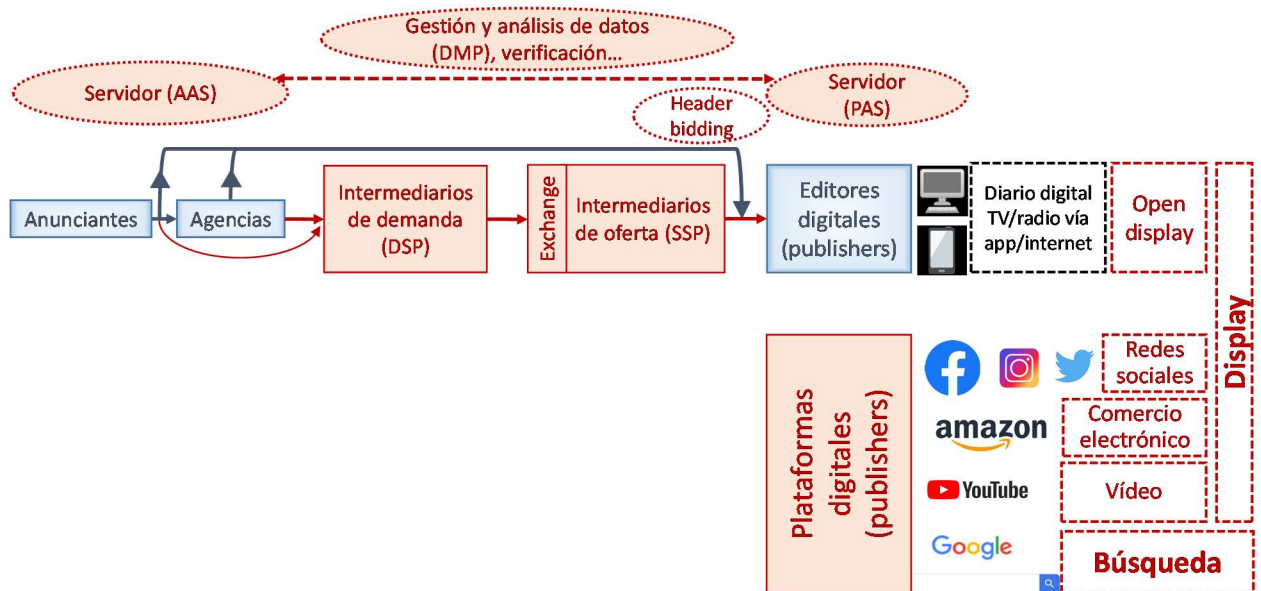 Gestión y análisis de datos
(DMP), verificación...
Servidor (AAS)
Servidor
(PAS)
Header
bidding
Anunciantes
Agencias
Intermediarios
de demanda
(DSP)
Exchange
Intermediarios
de oferta (SSP)
Editores
digitales
(publishers)
Diario digital
TV/radio vía
app/internet
Open
display
Display
Plataformas
digitales
(publishers)
Redes
sociales
amazon
Comercio
electrónico
YouTube
Vídeo
Google
Búsqueda